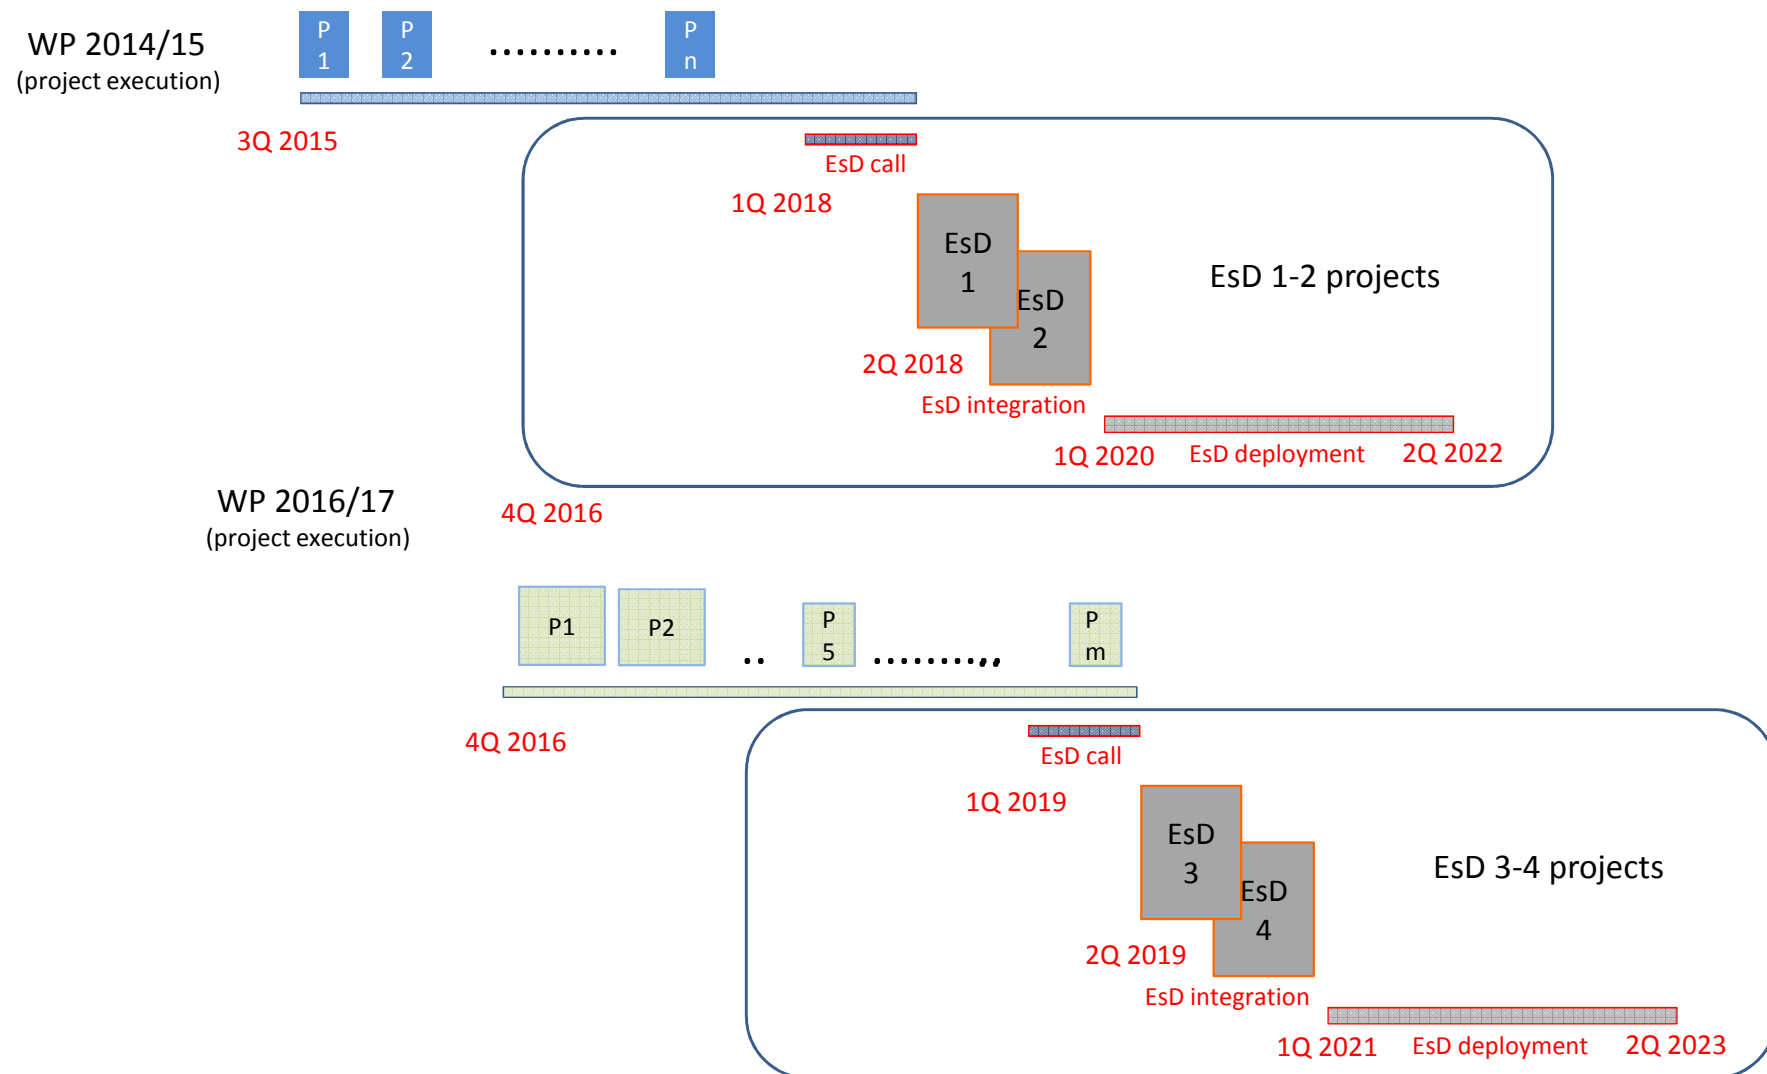 WP 2014/15
(project execution)
P
1
P
2
..........
P
n
3Q 2015
EsD call
1Q 2018
EsD
1
EsD
2
EsD 1-2 projects
2Q 2018
EsD integration
1Q 2020
EsD deployment
2Q 2022
WP 2016/17
(project execution)
4Q 2016
P1
P2
..
P
5
..........
P
m
4Q 2016
EsD call
1Q 2019
EsD
3
EsD
4
EsD 3-4 projects
2Q 2019
EsD integration
1Q 2021
EsD deployment
2Q 2023